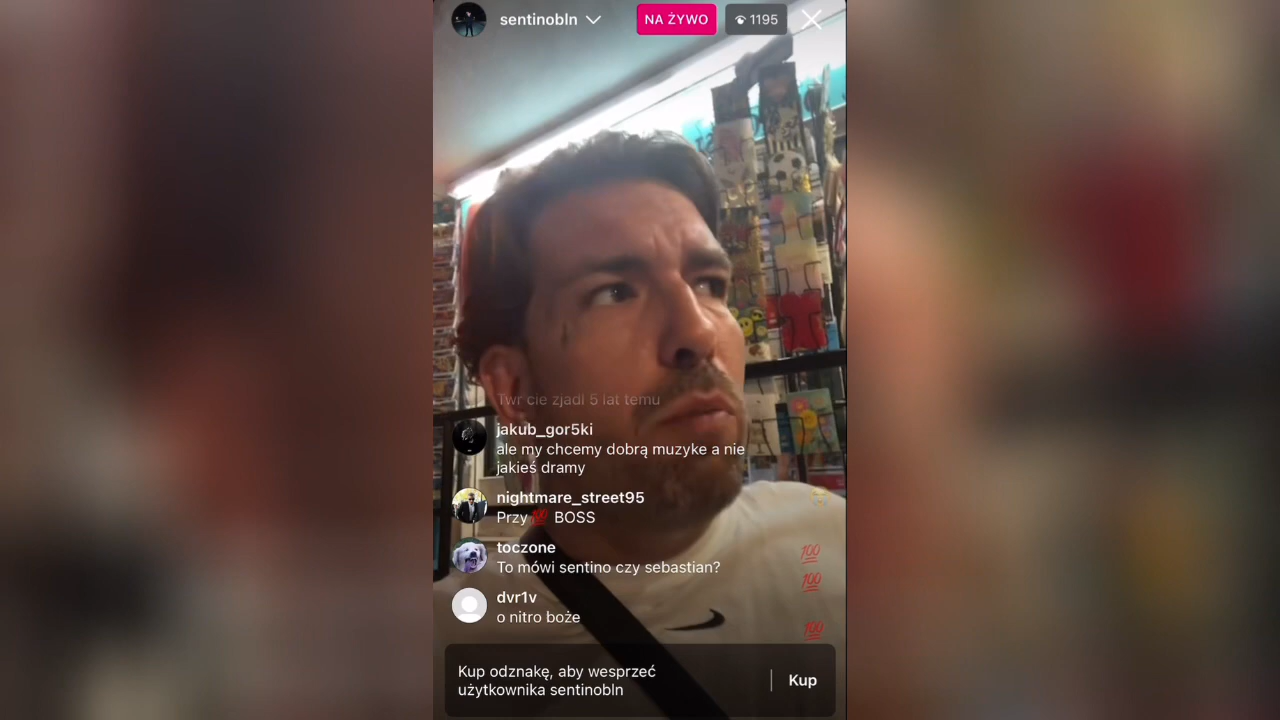 sentinobln
NA ŻYWO
1195
Twr cie zjadl 5 lat temu
jakub_gor5ki
ale my chcemy dobrą muzyke a nie
jakieś dramy
nightmare_street95
Przy 💯 BOSS
toczone
To mówi sentino czy sebastian?
dvr1v
o nitro boże
💯
💯
💯
Kup odznakę, aby wesprzeć
użytkownika sentinobln
Kup